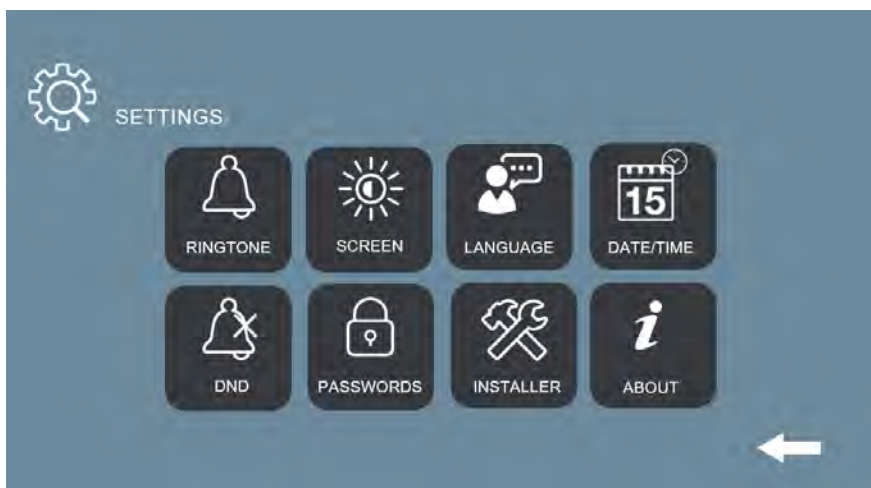 SETTINGS
RINGTONE
SCREEN
LANGUAGE
15
DATE/TIME
DND
PASSWORDS
INSTALLER
i
ABOUT